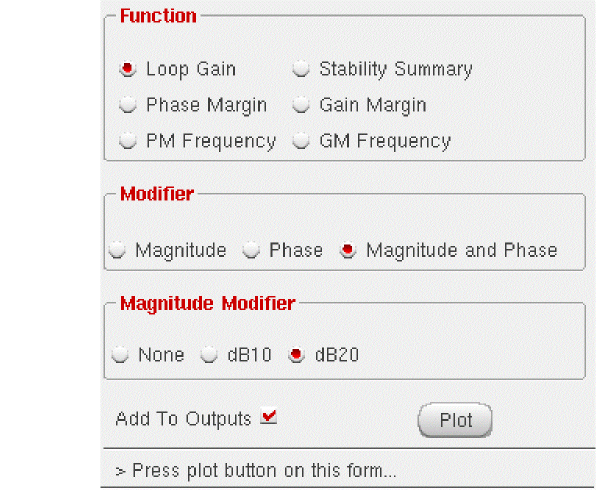 Function
Loop Gain Stability Summary
Phase Margin Gain Margin
PM Frequency GM Frequency
Modifier
Magnitude Phase Magnitude and Phase
Magnitude Modifier
None dB10 dB20
Add To Outputs Plot
> Press plot button on this form...